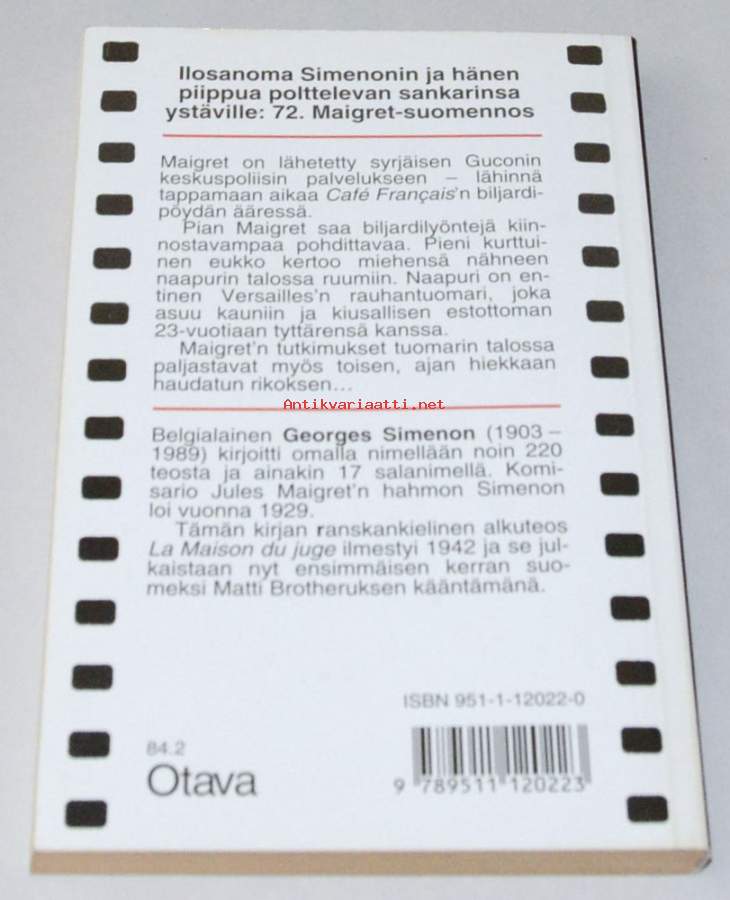 Ilosanoma Simenonin ja hänen
piippua polttelevan sankarinsa
ystäville: 72. Maigret-suomennos
Maigret on lähetetty syrjäisen Guconin
keskuspoliisin palvelukseen – lähinnä
tappamaan aikaa Café Français'n biljardi-
pöydän ääressä.
Pian Maigret saa biljardilyöntejä kiin-
nostavampaa pohdittavaa. Pieni kurttui-
nen eukko kertoo miehensä nähneen
naapurin talossa ruumiin. Naapuri on en-
tinen Versailles'n rauhantuomari, joka
asuu kauniin ja kiusallisen estottoman
23-vuotiaan tyttärensä kanssa.
Maigret'n tutkimukset tuomarin talossa
paljastavat myös toisen, ajan hiekkaan
haudatun rikoksen...
Antikvariaatti.net
Belgialainen Georges Simenon (1903–
1989) kirjoitti omalla nimellään noin 220
teosta ja ainakin 17 salanimellä. Komi-
sario Jules Maigret'n hahmon Simenon
loi vuonna 1929.
Tämän kirjan ranskankielinen alkuteos
La Maison du juge ilmestyi 1942 ja se jul-
kaistaan nyt ensimmäisen kerran suo-
meksi Matti Brotheruksen kääntämänä.
ISBN 951-1-12022-0
84.2
Otava
9 789511 120223